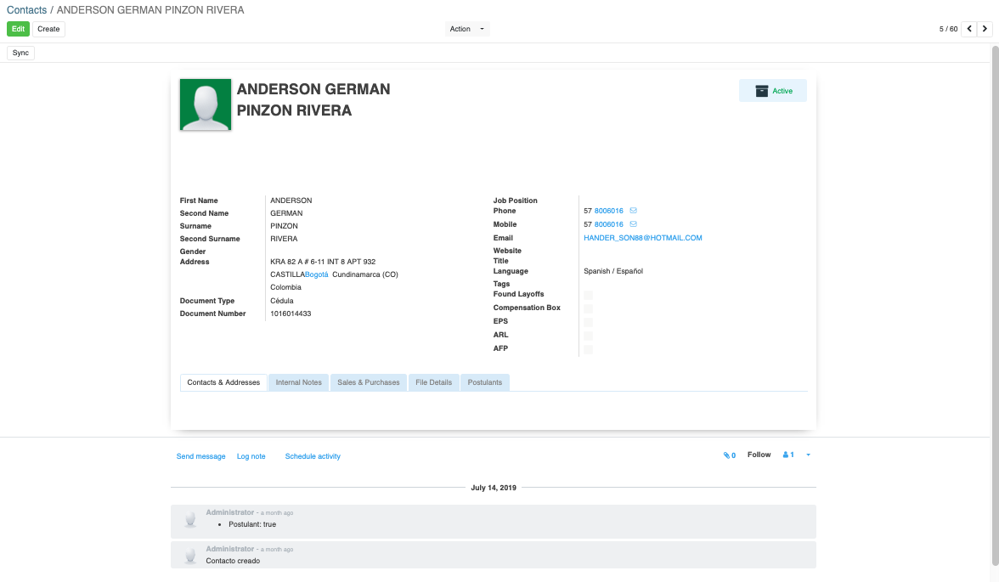 Contacts / ANDERSON GERMAN PINZON RIVERA
Edit Create Action 5 / 60
Sync
ANDERSON GERMAN
PINZON RIVERA
Active
First Name ANDERSON
Second Name GERMAN
Surname PINZON
Second Surname RIVERA
Gender
Address KRA 82 A # 6-11 INT 8 APT 932
CASTILLABogotá Cundinamarca (CO)
Colombia
Document Type Cédula
Document Number 1016014433
Job Position
Phone 57 8006016
Mobile 57 8006016
Email HANDER_SON88@HOTMAIL.COM
Website
Title
Language Spanish / Español
Tags
Found Layoffs
Compensation Box
EPS
ARL
AFP
Contacts & Addresses Internal Notes Sales & Purchases File Details Postulants
Send message Log note Schedule activity 0 Follow 1
July 14, 2019
Administrator - a month ago
• Postulant: true
Administrator - a month ago
Contacto creado